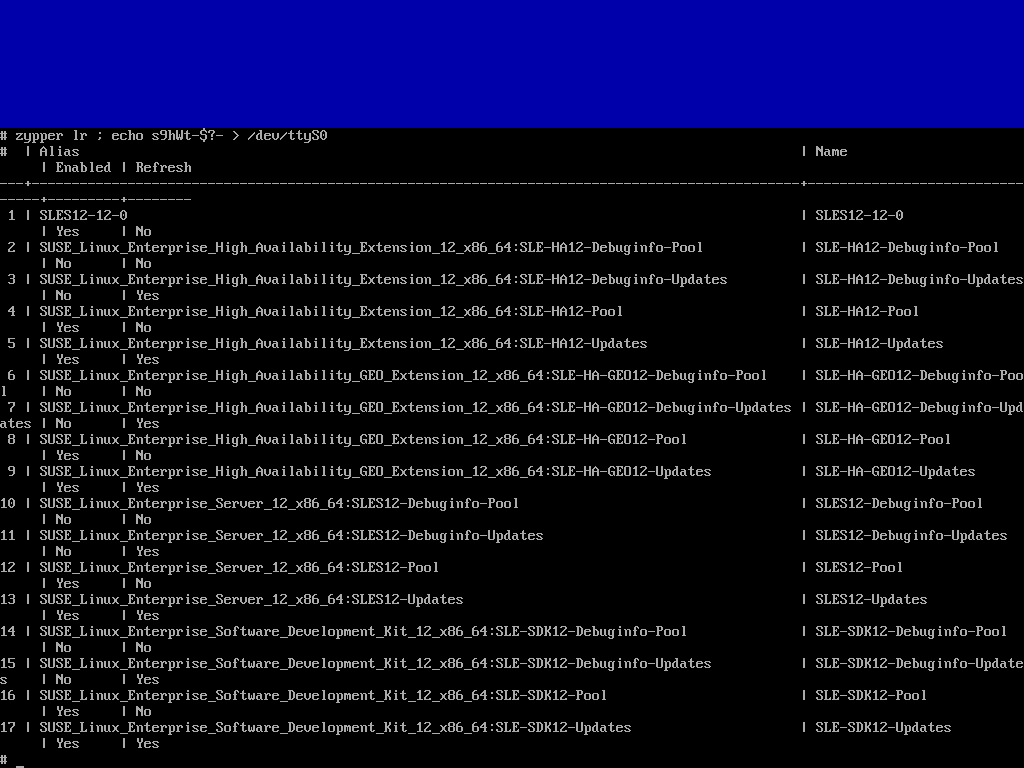 # zypper lr ; echo s9hWt-$?- > /dev/ttyS0
#  | Alias                                                                                          | Name
     | Enabled | Refresh
---+------------------------------------------------------------------------------------------------+---------------------------
-----+---------+--------
 1 | SLES12-12-0                                                                                    | SLES12-12-0
     | Yes     | No
 2 | SUSE_Linux_Enterprise_High_Availability_Extension_12_x86_64:SLE-HA12-Debuginfo-Pool            | SLE-HA12-Debuginfo-Pool
     | No      | No
 3 | SUSE_Linux_Enterprise_High_Availability_Extension_12_x86_64:SLE-HA12-Debuginfo-Updates         | SLE-HA12-Debuginfo-Updates
     | No      | Yes
 4 | SUSE_Linux_Enterprise_High_Availability_Extension_12_x86_64:SLE-HA12-Pool                      | SLE-HA12-Pool
     | Yes     | No
 5 | SUSE_Linux_Enterprise_High_Availability_Extension_12_x86_64:SLE-HA12-Updates                   | SLE-HA12-Updates
     | Yes     | Yes
 6 | SUSE_Linux_Enterprise_High_Availability_GEO_Extension_12_x86_64:SLE-HA-GEO12-Debuginfo-Pool    | SLE-HA-GEO12-Debuginfo-Poo
l    | No      | No
 7 | SUSE_Linux_Enterprise_High_Availability_GEO_Extension_12_x86_64:SLE-HA-GEO12-Debuginfo-Updates | SLE-HA-GEO12-Debuginfo-Upd
ates | No      | Yes
 8 | SUSE_Linux_Enterprise_High_Availability_GEO_Extension_12_x86_64:SLE-HA-GEO12-Pool              | SLE-HA-GEO12-Pool
     | Yes     | No
 9 | SUSE_Linux_Enterprise_High_Availability_GEO_Extension_12_x86_64:SLE-HA-GEO12-Updates           | SLE-HA-GEO12-Updates
     | Yes     | Yes
10 | SUSE_Linux_Enterprise_Server_12_x86_64:SLES12-Debuginfo-Pool                                   | SLES12-Debuginfo-Pool
     | No      | No
11 | SUSE_Linux_Enterprise_Server_12_x86_64:SLES12-Debuginfo-Updates                                | SLES12-Debuginfo-Updates
     | No      | Yes
12 | SUSE_Linux_Enterprise_Server_12_x86_64:SLES12-Pool                                             | SLES12-Pool
     | Yes     | No
13 | SUSE_Linux_Enterprise_Server_12_x86_64:SLES12-Updates                                          | SLES12-Updates
     | Yes     | Yes
14 | SUSE_Linux_Enterprise_Software_Development_Kit_12_x86_64:SLE-SDK12-Debuginfo-Pool              | SLE-SDK12-Debuginfo-Pool
     | No      | No
15 | SUSE_Linux_Enterprise_Software_Development_Kit_12_x86_64:SLE-SDK12-Debuginfo-Updates           | SLE-SDK12-Debuginfo-Update
s    | No      | Yes
16 | SUSE_Linux_Enterprise_Software_Development_Kit_12_x86_64:SLE-SDK12-Pool                        | SLE-SDK12-Pool
     | Yes     | No
17 | SUSE_Linux_Enterprise_Software_Development_Kit_12_x86_64:SLE-SDK12-Updates                     | SLE-SDK12-Updates
     | Yes     | Yes
# _